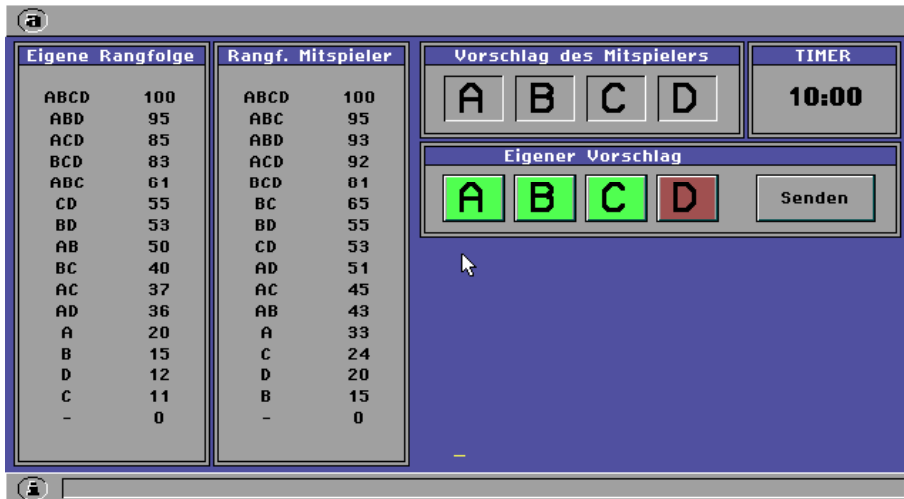 a
Eigene Rangfolge
ABCD 100
ABD 95
ACD 85
BCD 83
ABC 61
CD 55
BD 53
AB 50
BC 40
AC 37
AD 36
A 20
B 15
D 12
C 11
- 0
Rangf. Mitspieler
ABCD 100
ABC 95
ABD 93
ACD 92
BCD 81
BC 65
BD 55
CD 53
AD 51
AC 45
AB 43
A 33
C 24
D 20
B 15
- 0
Vorschlag des Mitspielers
A B C D
TIMER
10:00
Eigener Vorschlag
A B C D Senden
i